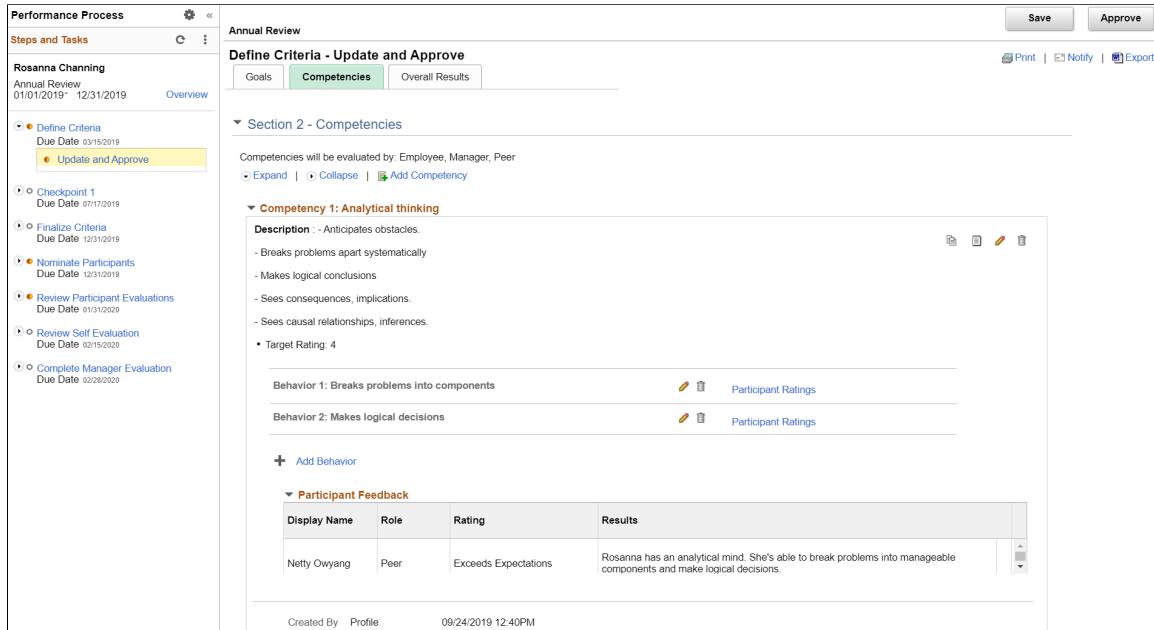 Performance Process «
Steps and Tasks
Rosanna Channing
Annual Review
01/01/2019- 12/31/2019 Overview
Define Criteria
Due Date 03/15/2019
Update and Approve
Checkpoint 1
Due Date 07/17/2019
Finalize Criteria
Due Date 12/31/2019
Nominate Participants
Due Date 12/31/2019
Review Participant Evaluations
Due Date 01/31/2020
Review Self Evaluation
Due Date 02/15/2020
Complete Manager Evaluation
Due Date 02/28/2020
Save Approve
Annual Review
Define Criteria - Update and Approve
Print | Notify | Export
Goals Competencies Overall Results
Section 2 - Competencies
Competencies will be evaluated by: Employee, Manager, Peer
Expand | Collapse | Add Competency
Competency 1: Analytical thinking
Description : - Anticipates obstacles.
- Breaks problems apart systematically
- Makes logical conclusions
- Sees consequences, implications.
- Sees causal relationships, inferences.
• Target Rating: 4
Behavior 1: Breaks problems into components Participant Ratings
Behavior 2: Makes logical decisions Participant Ratings
Add Behavior
Participant Feedback
Display Name Role Rating Results
Netty Owyang Peer Exceeds Expectations Rosanna has an analytical mind. She's able to break problems into manageable
components and make logical decisions.
Created By Profile 09/24/2019 12:40PM